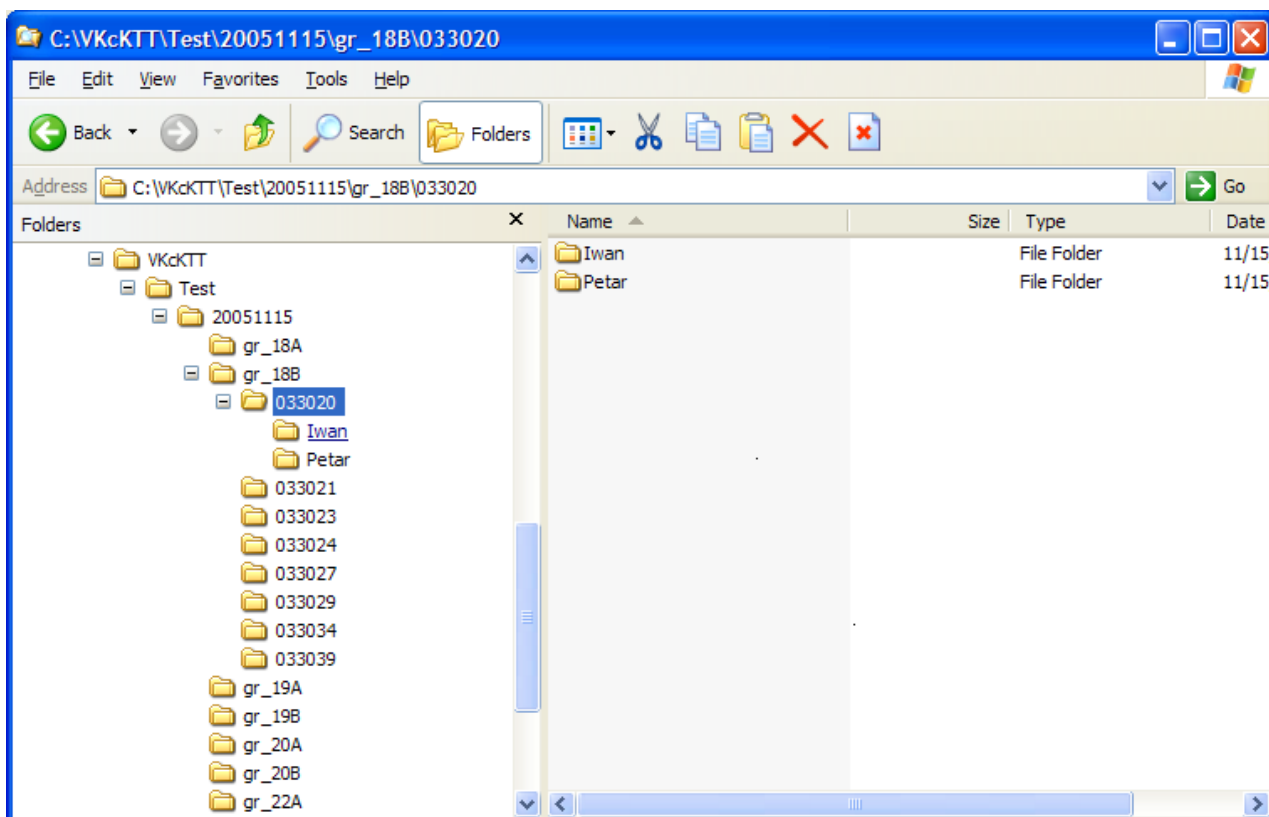 C:\VKcKTT\Test\20051115\gr_18B\033020
File Edit View Favorites Tools Help
Back Search Folders
Address C:\VKcKTT\Test\20051115\gr_18B\033020 Go
Folders
VKcKTT
Test
20051115
gr_18A
gr_18B
033020
Iwan
Petar
033021
033023
033024
033027
033029
033034
033039
gr_19A
gr_19B
gr_20A
gr_20B
gr_22A
Name Size Type Date
Iwan File Folder 11/15
Petar File Folder 11/15